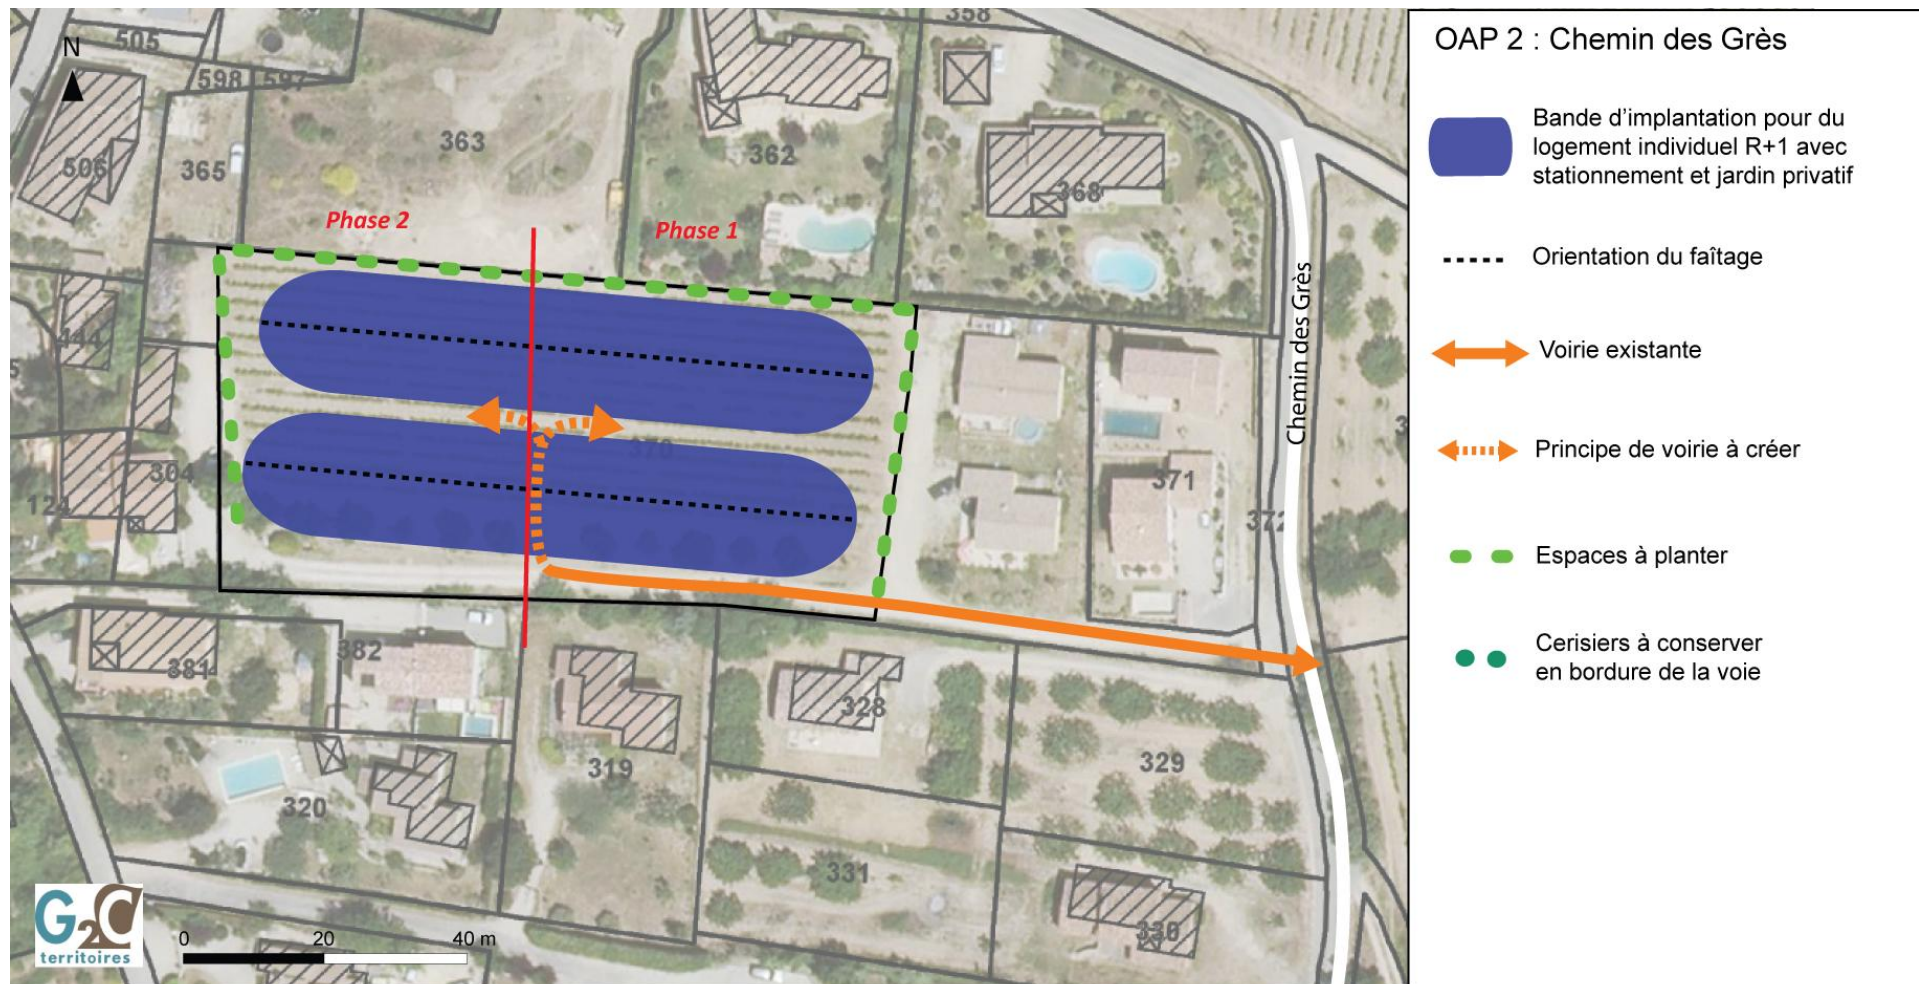 OAP 2 : Chemin des Grès
Bande d'implantation pour du
logement individuel R+1 avec
stationnement et jardin privatif
Orientation du faîtage
Voirie existante
Principe de voirie à créer
Espaces à planter
Cerisiers à conserver
en bordure de la voie
N
505
598
597
358
363
362
506
365
368
Phase 2
Phase 1
Chemin des Grès
444
370
304
124
371
372
381
382
328
319
329
320
331
330
G2C
territoires
0 20 40 m